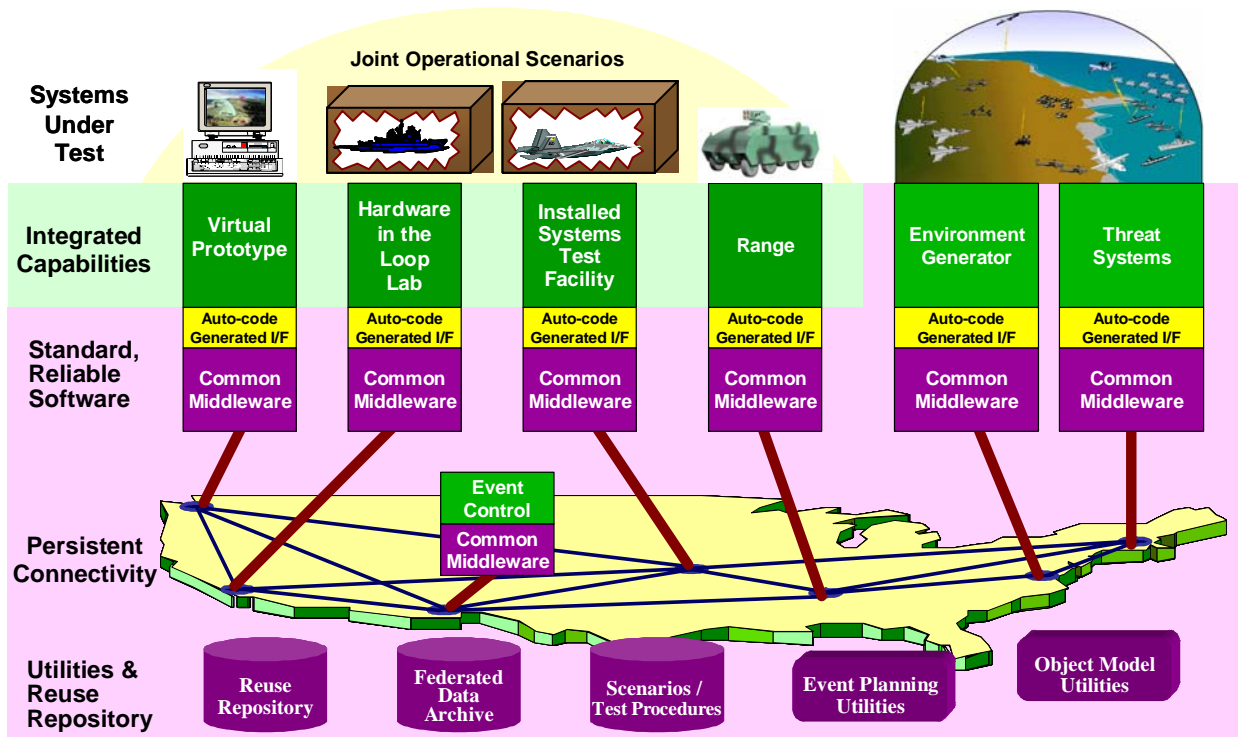 Joint Operational Scenarios
Systems
Under
Test
Integrated
Capabilities
Virtual
Prototype
Hardware
in the
Loop
Lab
Installed
Systems
Test
Facility
Range
Environment
Generator
Threat
Systems
Standard,
Reliable
Software
Auto-code
Generated I/F
Auto-code
Generated I/F
Auto-code
Generated I/F
Auto-code
Generated I/F
Auto-code
Generated I/F
Auto-code
Generated I/F
Common
Middleware
Common
Middleware
Common
Middleware
Common
Middleware
Common
Middleware
Common
Middleware
Persistent
Connectivity
Event
Control
Common
Middleware
Utilities &
Reuse
Repository
Reuse
Repository
Federated
Data
Archive
Scenarios /
Test Procedures
Event Planning
Utilities
Object Model
Utilities